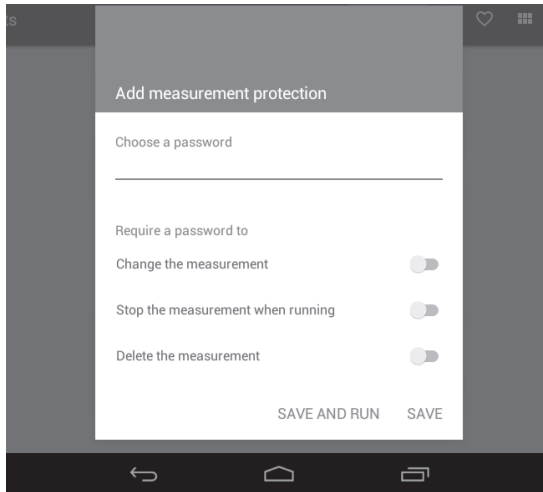 Add measurement protection
Choose a password
Require a password to
Change the measurement
Stop the measurement when running
Delete the measurement
SAVE AND RUN SAVE